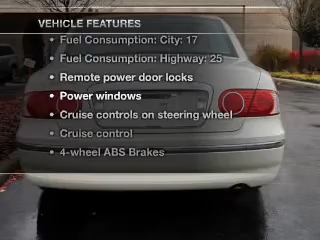 VEHICLE FEATURES
• Fuel Consumption: City: 17
• Fuel Consumption: Highway: 25
• Remote power door locks
• Power windows
• Cruise controls on steering wheel
• Cruise control
• 4-wheel ABS Brakes